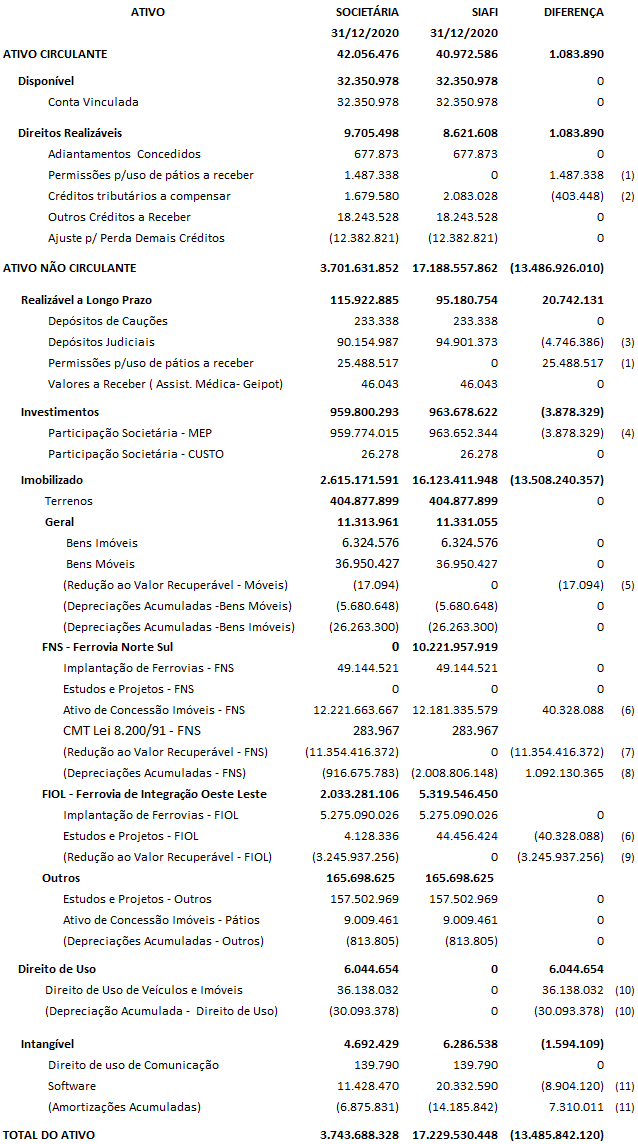 ATIVO SOCIETÁRIA SIAFI DIFERENÇA
31/12/2020 31/12/2020
ATIVO CIRCULANTE 42.056.476 40.972.586 1.083.890
Disponível 32.350.978 32.350.978 0
Conta Vinculada 32.350.978 32.350.978 0
Direitos Realizáveis 9.705.498 8.621.608 1.083.890
Adiantamentos Concedidos 677.873 677.873 0
Permissões p/uso de pátios a receber 1.487.338 0 1.487.338 (1)
Créditos tributários a compensar 1.679.580 2.083.028 (403.448) (2)
Outros Créditos a Receber 18.243.528 18.243.528 0
Ajuste p/ Perda Demais Créditos (12.382.821) (12.382.821) 0
ATIVO NÃO CIRCULANTE 3.701.631.852 17.188.557.862 (13.486.926.010)
Realizável a Longo Prazo 115.922.885 95.180.754 20.742.131
Depósitos de Cauções 233.338 233.338 0
Depósitos Judiciais 90.154.987 94.901.373 (4.746.386) (3)
Permissões p/uso de pátios a receber 25.488.517 0 25.488.517 (1)
Valores a Receber ( Assist. Médica- Geipot) 46.043 46.043 0
Investimentos 959.800.293 963.678.622 (3.878.329)
Participação Societária - MEP 959.774.015 963.652.344 (3.878.329) (4)
Participação Societária - CUSTO 26.278 26.278 0
Imobilizado 2.615.171.591 16.123.411.948 (13.508.240.357)
Terrenos 404.877.899 404.877.899 0
Geral 11.313.961 11.331.055
Bens Imóveis 6.324.576 6.324.576 0
Bens Móveis 36.950.427 36.950.427 0
(Redução ao Valor Recuperável - Móveis) (17.094) 0 (17.094) (5)
(Depreciações Acumuladas -Bens Móveis) (5.680.648) (5.680.648) 0
(Depreciações Acumuladas -Bens Imóveis) (26.263.300) (26.263.300) 0
FNS - Ferrovia Norte Sul 0 10.221.957.919
Implantação de Ferrovias - FNS 49.144.521 49.144.521 0
Estudos e Projetos - FNS 0 0 0
Ativo de Concessão Imóveis - FNS 12.221.663.667 12.181.335.579 40.328.088 (6)
CMT Lei 8.200/91 - FNS 283.967 283.967
(Redução ao Valor Recuperável - FNS) (11.354.416.372) 0 (11.354.416.372) (7)
(Depreciações Acumuladas - FNS) (916.675.783) (2.008.806.148) 1.092.130.365 (8)
FIOL - Ferrovia de Integração Oeste Leste 2.033.281.106 5.319.546.450
Implantação de Ferrovias - FIOL 5.275.090.026 5.275.090.026 0
Estudos e Projetos - FIOL 4.128.336 44.456.424 (40.328.088) (6)
(Redução ao Valor Recuperável - FIOL) (3.245.937.256) 0 (3.245.937.256) (9)
Outros 165.698.625 165.698.625
Estudos e Projetos - Outros 157.502.969 157.502.969 0
Ativo de Concessão Imóveis - Pátios 9.009.461 9.009.461 0
(Depreciações Acumuladas - Outros) (813.805) (813.805) 0
Direito de Uso 6.044.654 0 6.044.654
Direito de Uso de Veículos e Imóveis 36.138.032 0 36.138.032 (10)
(Depreciação Acumulada - Direito de Uso) (30.093.378) 0 (30.093.378) (10)
Intangível 4.692.429 6.286.538 (1.594.109)
Direito de uso de Comunicação 139.790 139.790 0
Software 11.428.470 20.332.590 (8.904.120) (11)
(Amortizações Acumuladas) (6.875.831) (14.185.842) 7.310.011 (11)
TOTAL DO ATIVO 3.743.688.328 17.229.530.448 (13.485.842.120)